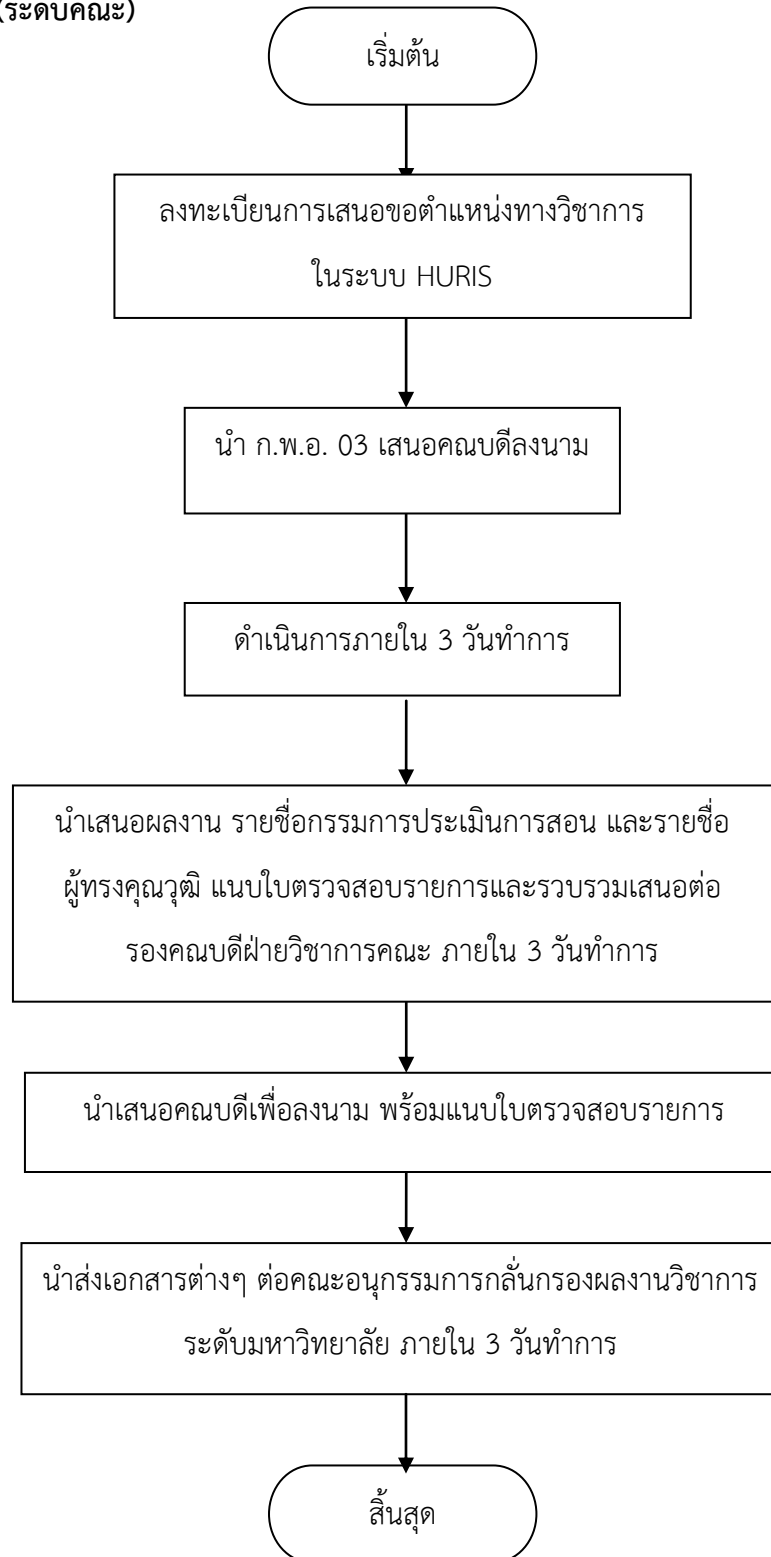 (ระดับคณะ)
เริ่มต้น
ลงทะเบียนการเสนอขอตำแหน่งทางวิชาการ
ในระบบ HURIS
นำ ก.พ.อ. 03 เสนอคณบดีลงนาม
ดำเนินการภายใน 3 วันทำการ
นำเสนอผลงาน รายชื่อกรรมการประเมินการสอน และรายชื่อ
ผู้ทรงคุณวุฒิ แนบใบตรวจสอบรายการและรวบรวมเสนอต่อ
รองคณบดีฝ่ายวิชาการคณะ ภายใน 3 วันทำการ
นำเสนอคณบดีเพื่อลงนาม พร้อมแนบใบตรวจสอบรายการ
นำส่งเอกสารต่างๆ ต่อคณะอนุกรรมการกลั่นกรองผลงานวิชาการ
ระดับมหาวิทยาลัย ภายใน 3 วันทำการ
สิ้นสุด